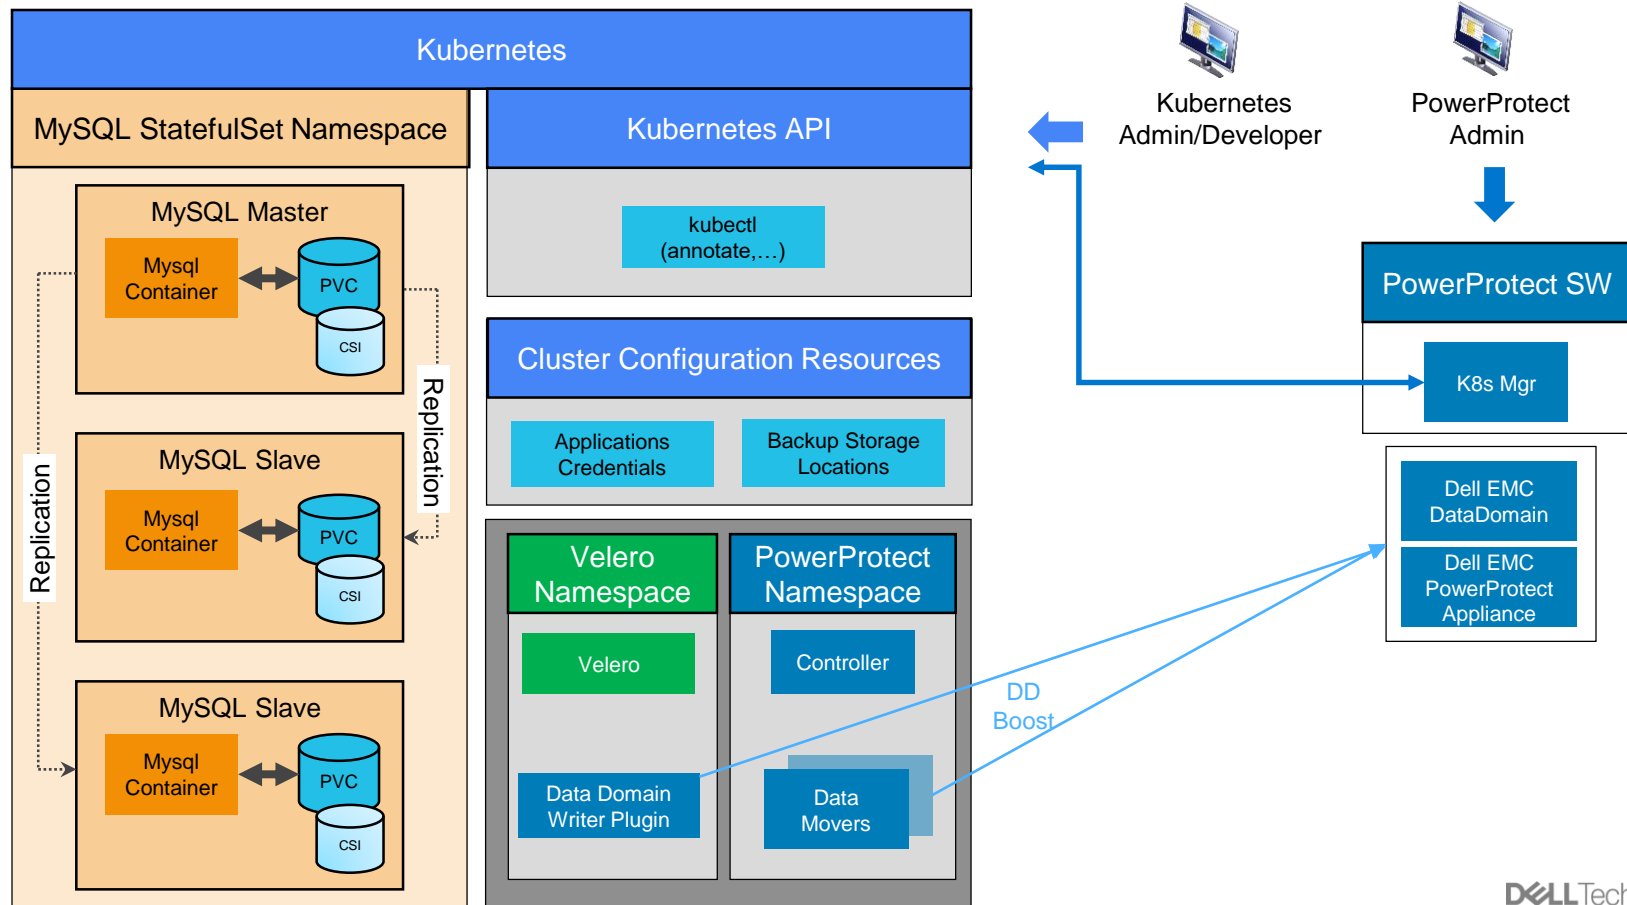 Kubernetes
MySQL StatefulSet Namespace
MySQL Master
Mysql
Container
PVC
CSI
Replication
Replication
MySQL Slave
Mysql
Container
PVC
CSI
MySQL Slave
Mysql
Container
PVC
CSI
Kubernetes API
kubectl
(annotate,…)
Cluster Configuration Resources
Applications
Credentials
Backup Storage
Locations
Velero
Namespace
Velero
Data Domain
Writer Plugin
PowerProtect
Namespace
Controller
Data
Movers
DD
Boost
Kubernetes
Admin/Developer
PowerProtect
Admin
PowerProtect SW
K8s Mgr
Dell EMC
DataDomain
Dell EMC
PowerProtect
Appliance
DELLTech